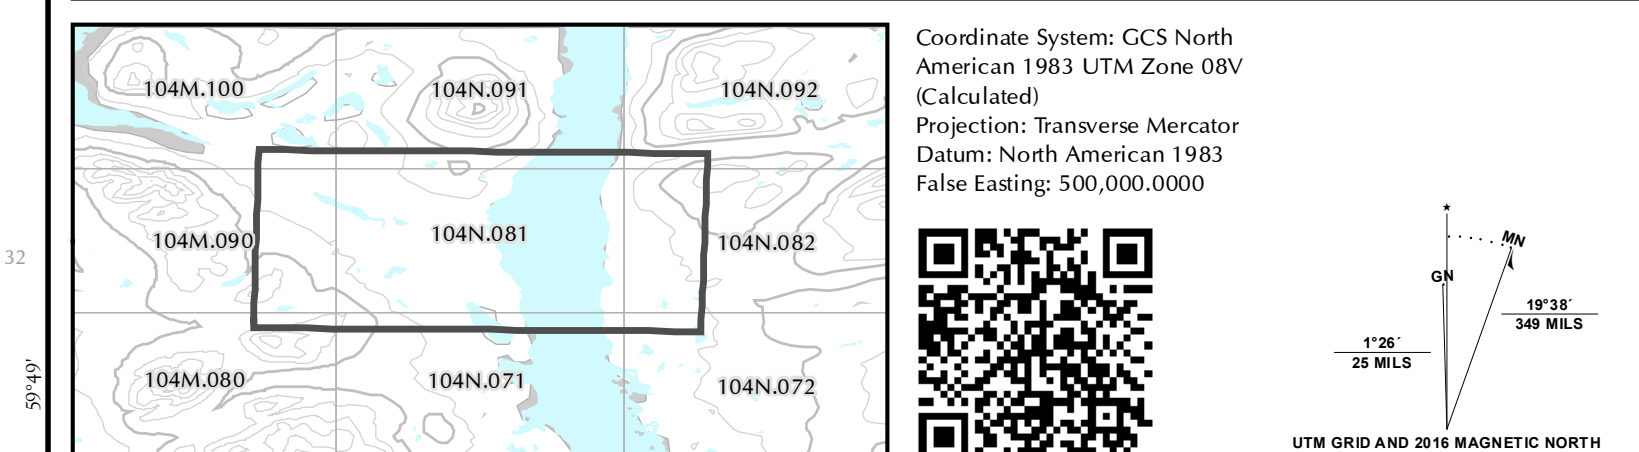 104M.100
104N.091
104N.092
104M.090
104N.081
104N.082
104M.080
104N.071
104N.072
32
59°49'
Coordinate System: GCS North
American 1983 UTM Zone 08V
(Calculated)
Projection: Transverse Mercator
Datum: North American 1983
False Easting: 500,000.0000
MN
GN
19°38´
349 MILS
1°26´
25 MILS
UTM GRID AND 2016 MAGNETIC NORTH